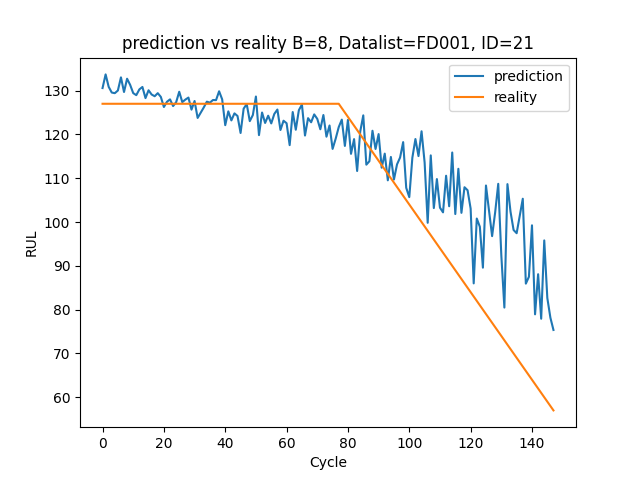 prediction vs reality B=8, Datalist=FD001, ID=21
prediction
reality
130
120
110
100
90
80
70
60
RUL
0 20 40 60 80 100 120 140
Cycle